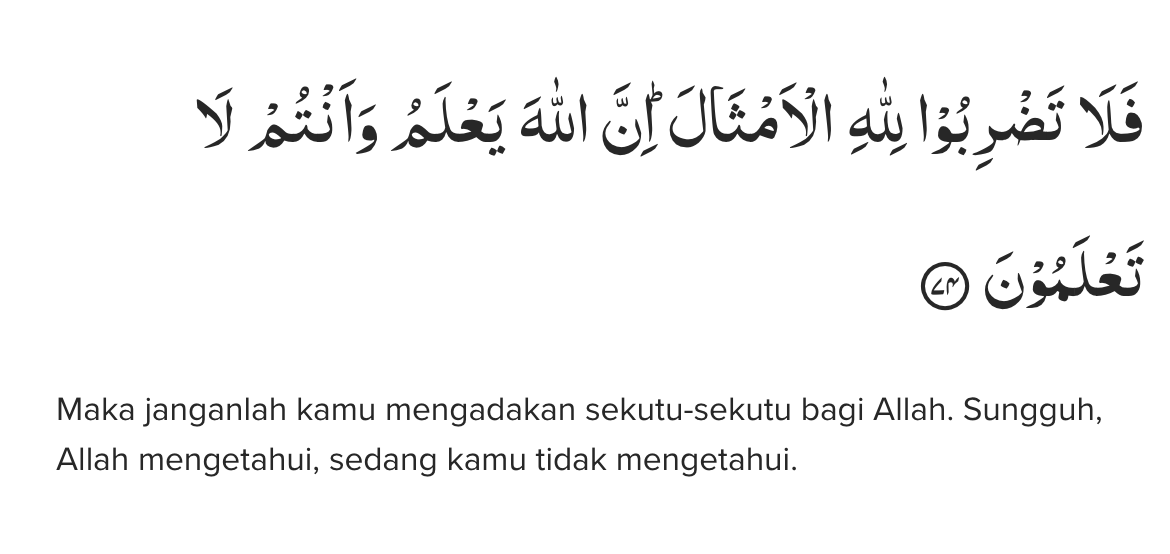 فَلَا تَضْرِبُوْا لِلّٰهِ الْاَمْثَالَۗ اِنَّ اللّٰهَ يَعْلَمُ وَاَنْتُمْ لَا
تَعْلَمُوْنَ ٧٤
Maka janganlah kamu mengadakan sekutu-sekutu bagi Allah. Sungguh,
Allah mengetahui, sedang kamu tidak mengetahui.